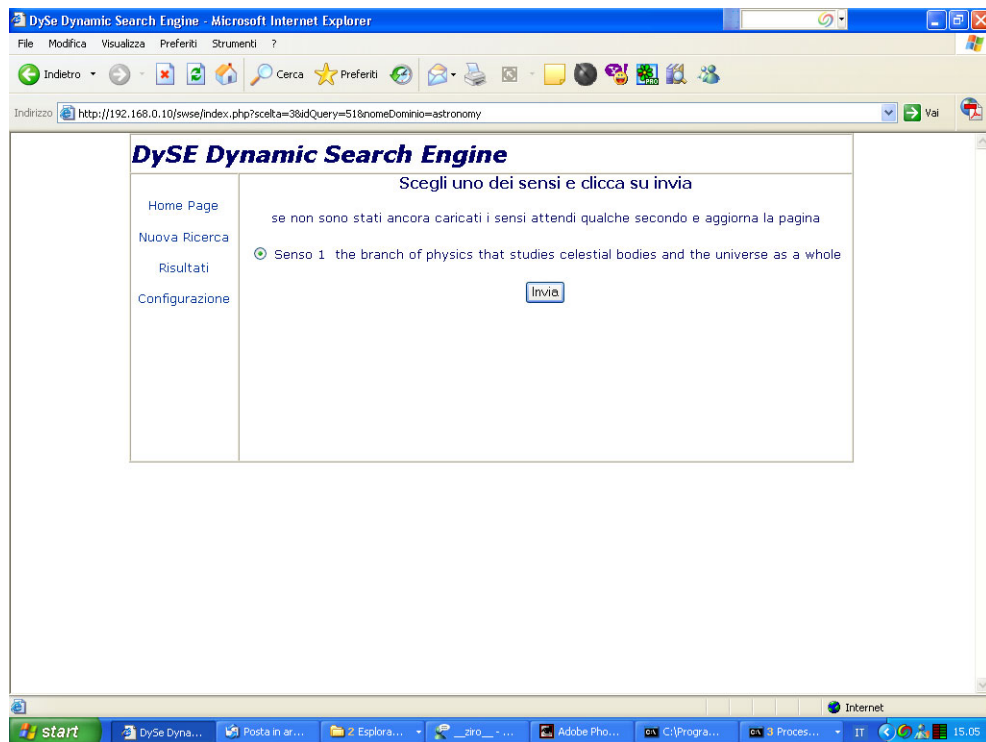 DySe Dynamic Search Engine - Microsoft Internet Explorer
File Modifica Visualizza Preferiti Strumenti ?
Indietro Cerca Preferiti
Indirizzo http://192.168.0.10/swse/index.php?scelta=3&idQuery=51&nomeDominio=astronomy Vai
DySE Dynamic Search Engine
Home Page
Nuova Ricerca
Risultati
Configurazione
Scegli uno dei sensi e clicca su invia
se non sono stati ancora caricati i sensi attendi qualche secondo e aggiorna la pagina
Senso 1 the branch of physics that studies celestial bodies and the universe as a whole
Invia
Internet
start DySe Dyna... Posta in ar... 2 Esplora... __ziro__ - ... Adobe Pho... C:\Progra... 3 Proces... IT 15.05